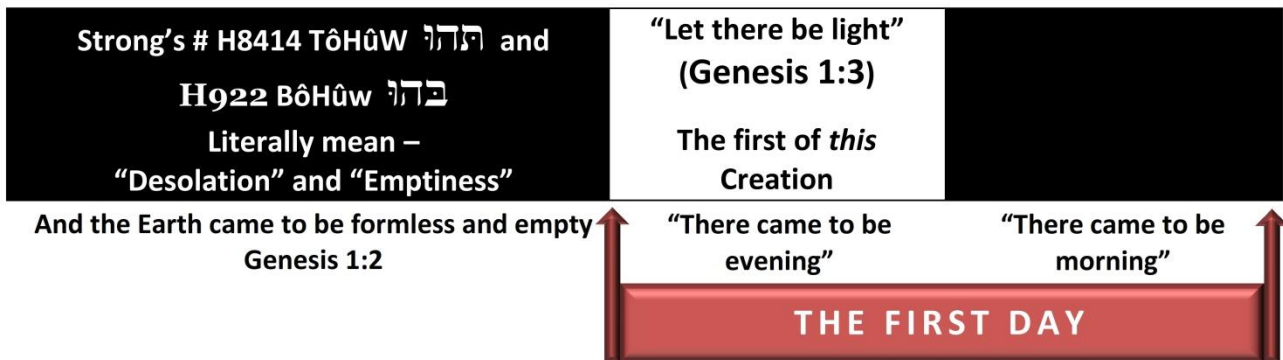 Strong’s # H8414 TôHûW תֹּהוּ and
H922 BôHûw בֹּהוּ
Literally mean –
“Desolation” and “Emptiness”
“Let there be light”
(Genesis 1:3)
The first of this
Creation
And the Earth came to be formless and empty
Genesis 1:2
“There came to be
evening”
“There came to be
morning”
THE FIRST DAY